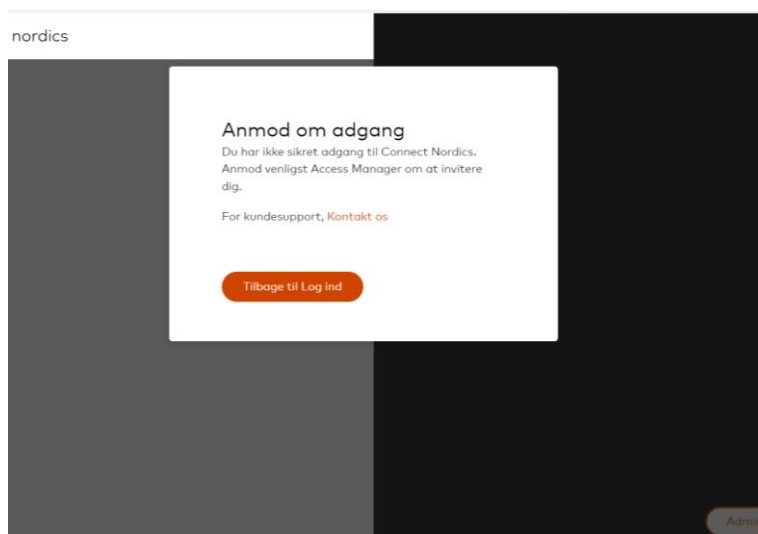 nordics
Anmod om adgang
Du har ikke sikret adgang til Connect Nordics.
Anmod venligst Access Manager om at invitere
dig.
For kundesupport, Kontakt os
Tilbage til Log ind